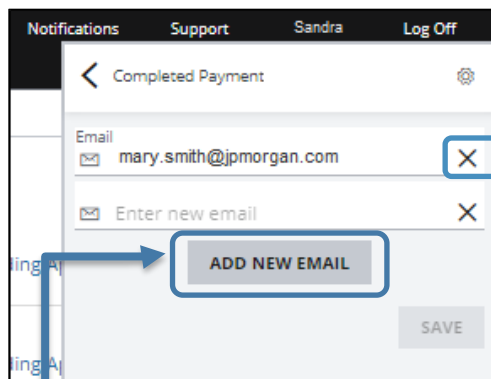 Notifications Support Sandra Log Off
Completed Payment
Email
mary.smith@jpmorgan.com
Enter new email
ADD NEW EMAIL
SAVE